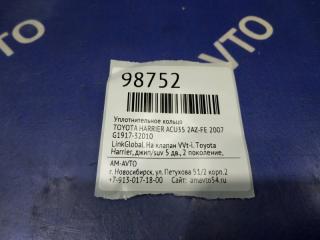 AVTO
98752
Уплотнительное кольцо
TOYOTA HARRIER ACU35 2AZ-FE 2007
G1917-32010
LinkGlobal, На клапан VVt-i. Toyota
Harrier, джип/suv 5 дв., 2 поколение,
AM-AVTO
г. Новосибирск, ул. Петухова 51/2 корп.2
+7-913-017-18-00 Сайт: amavto54.ru